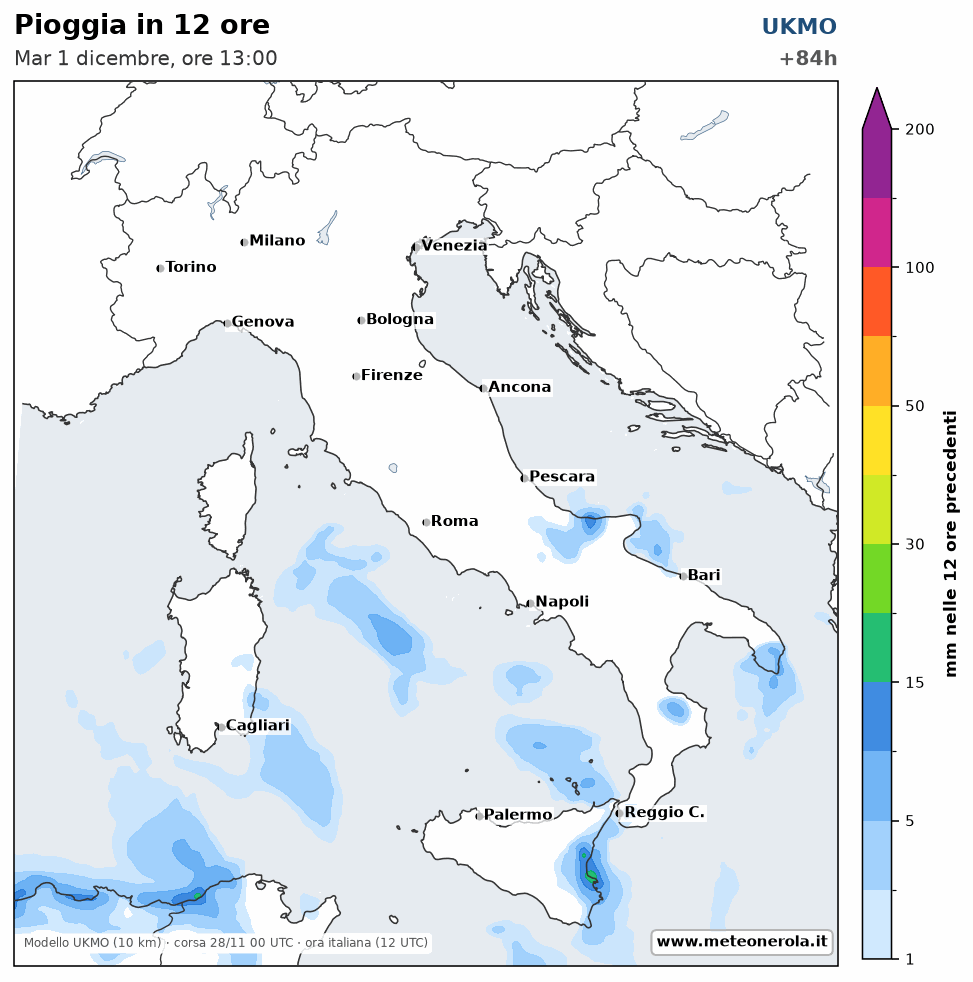 Pioggia in 12 ore
UKMO
Mar 1 dicembre, ore 13:00
+84h
200
100
50
30
15
5
1
mm nelle 12 ore precedenti
Milano
Venezia
Torino
Genova
Bologna
Firenze
Ancona
Pescara
Roma
Bari
Napoli
Cagliari
Palermo
Reggio C.
Modello UKMO (10 km) · corsa 28/11 00 UTC · ora italiana (12 UTC)
www.meteonerola.it